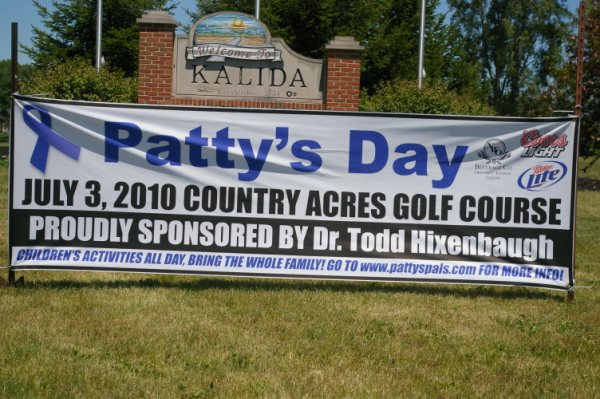 Welcome To
KALIDA
Patty's Day
BEVERAGE CO.
Coors
LIGHT
Miller
Lite
JULY 3, 2010 COUNTRY ACRES GOLF COURSE
PROUDLY SPONSORED BY Dr. Todd Hixenbaugh
CHILDREN'S ACTIVITIES ALL DAY, BRING THE WHOLE FAMILY! GO TO www.pattyspals.com FOR MORE INFO!